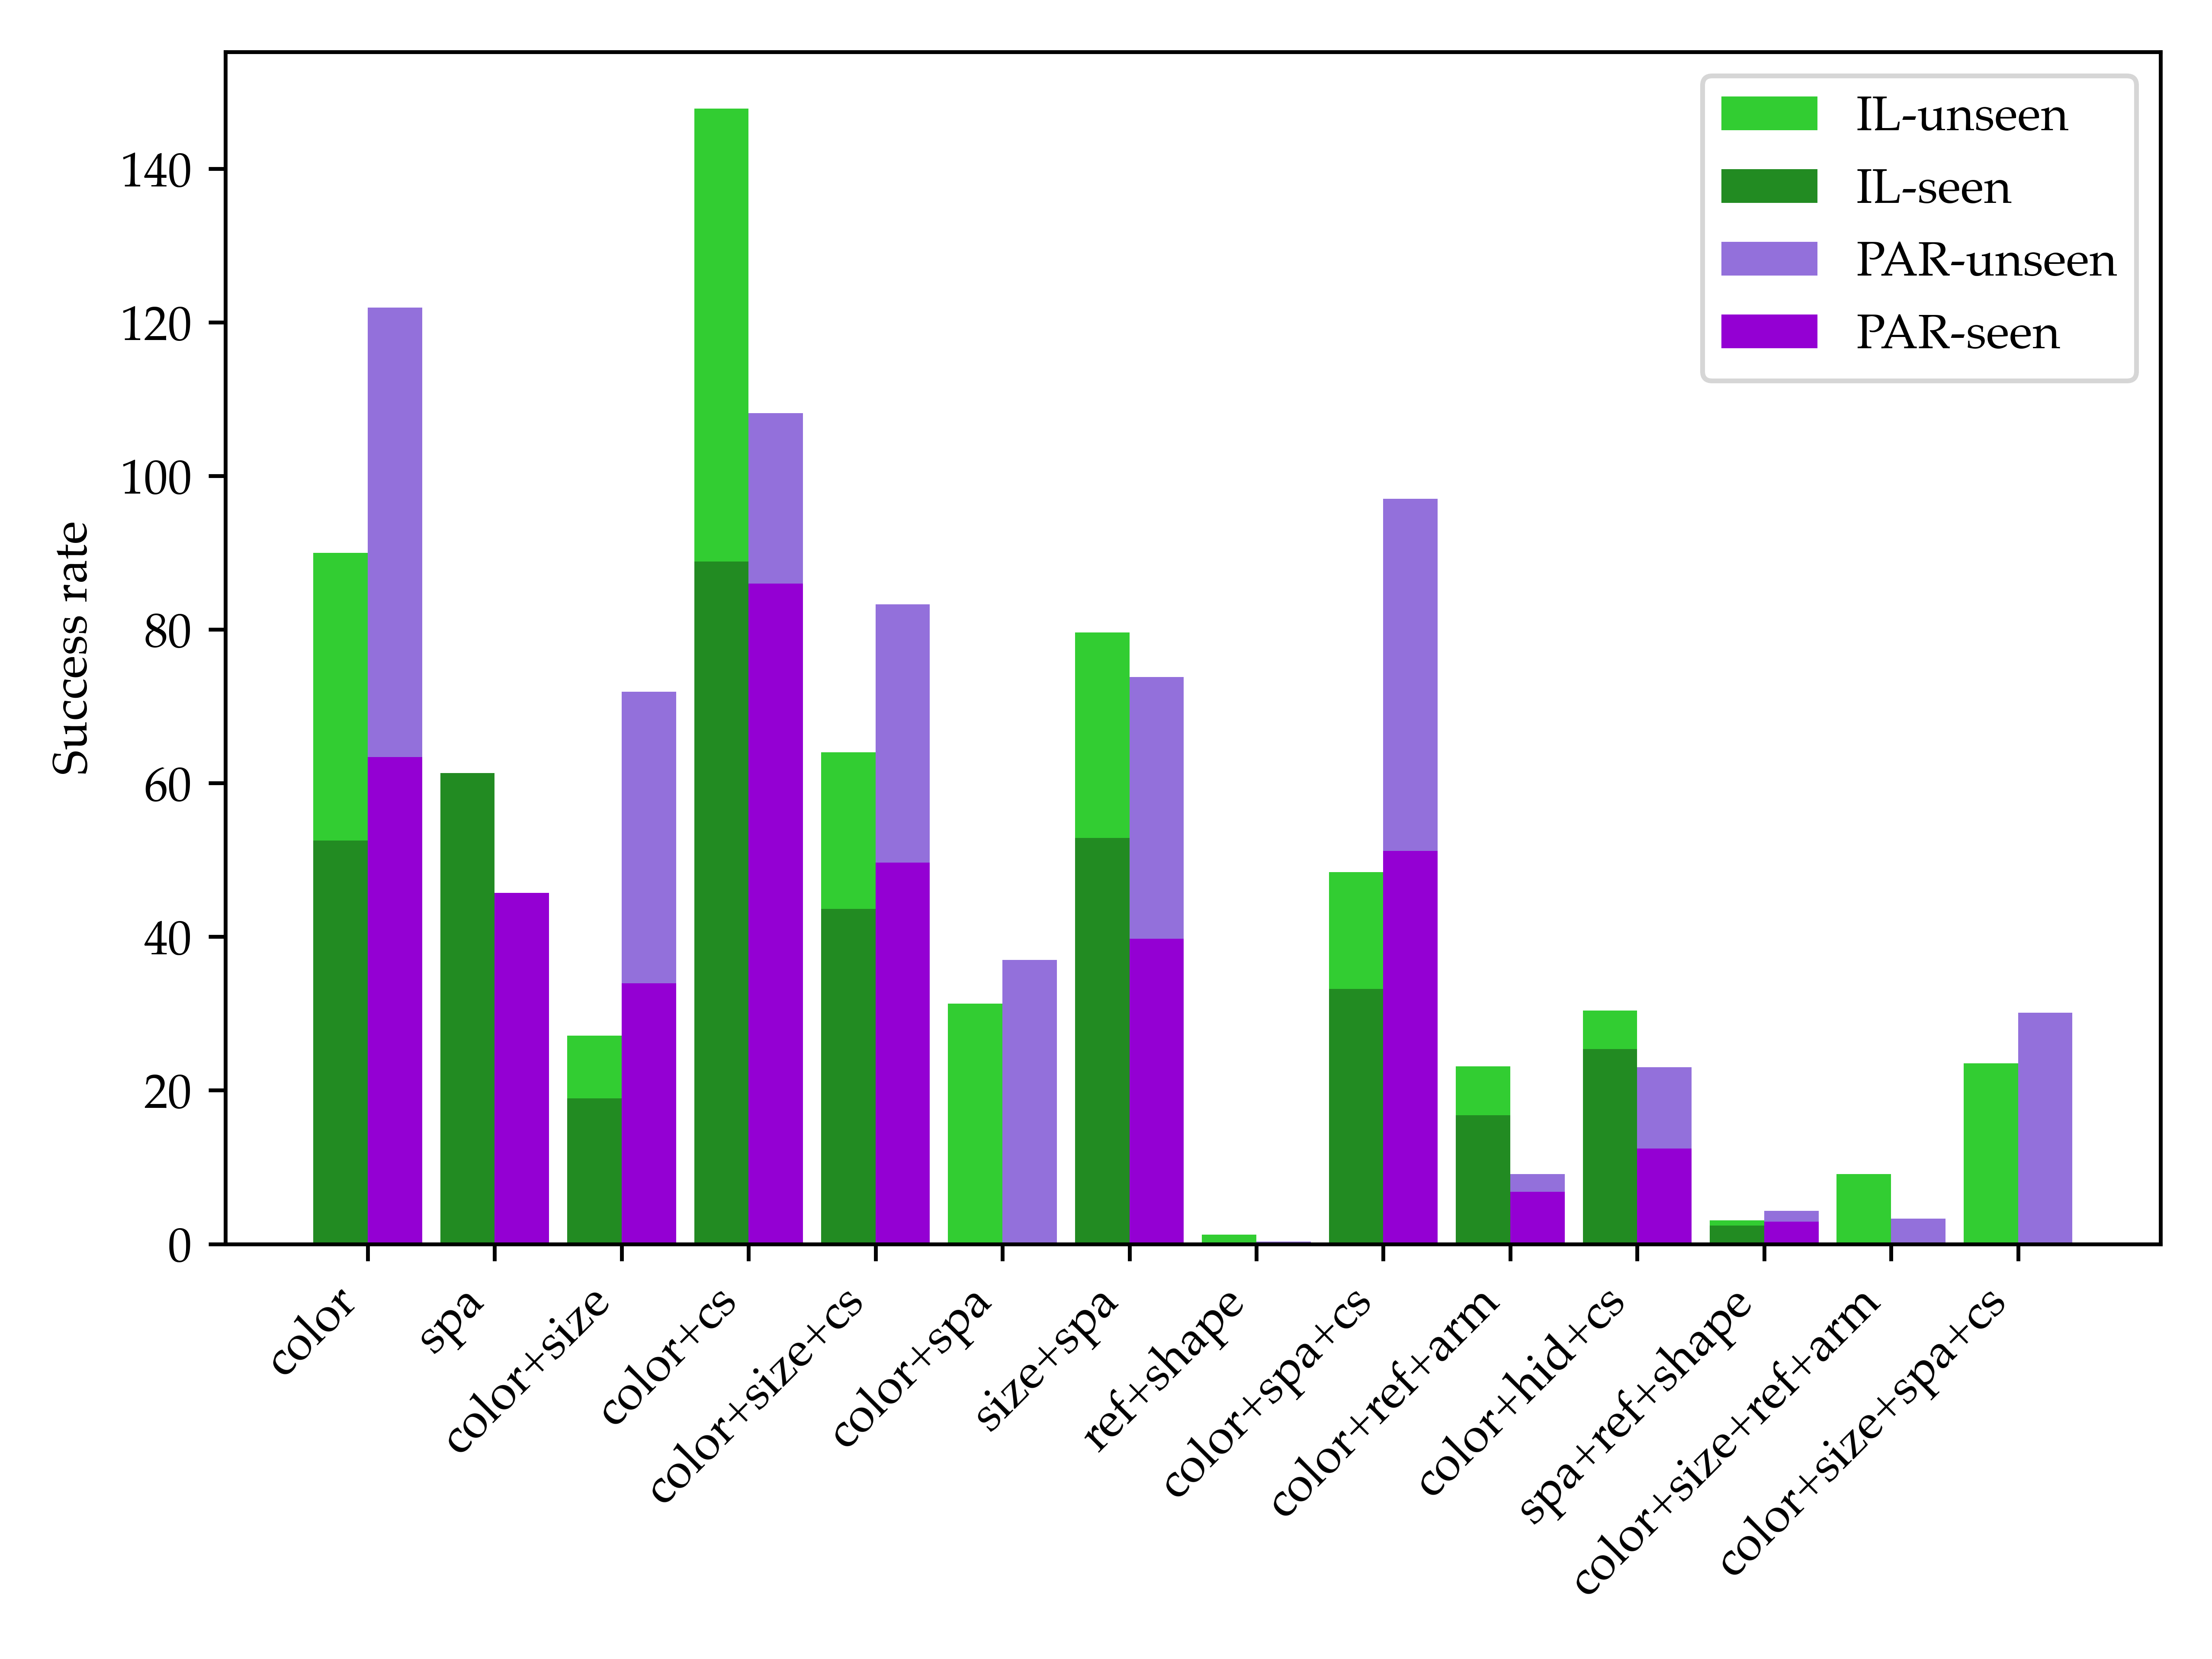 IL-unseen
IL-seen
PAR-unseen
PAR-seen
Success rate
140
120
100
80
60
40
20
0
color
spa
color+size
color+cs
color+size+cs
color+spa
size+spa
ref+shape
color+spa+cs
color+ref+arm
color+hid+cs
spa+ref+shape
color+size+ref+arm
color+size+spa+cs